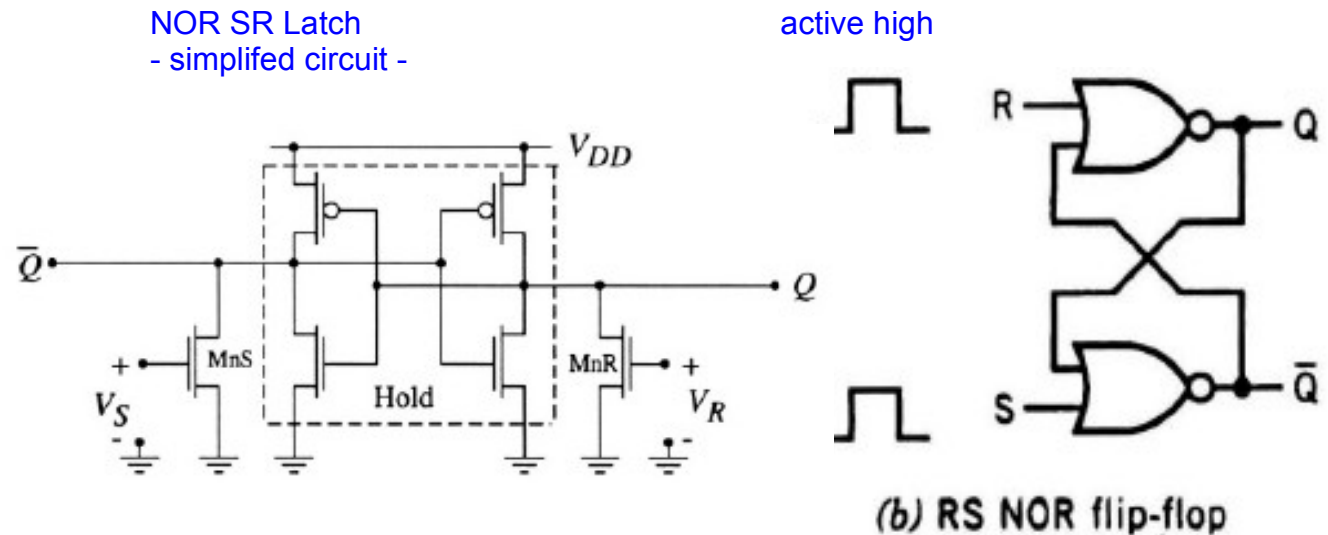 NOR SR Latch
- simplifed circuit -
active high
V_DD
Q̅
Q
MnS
+
V_S
-
Hold
MnR
+
V_R
-
R
Q
S
Q̅
(b) RS NOR flip-flop